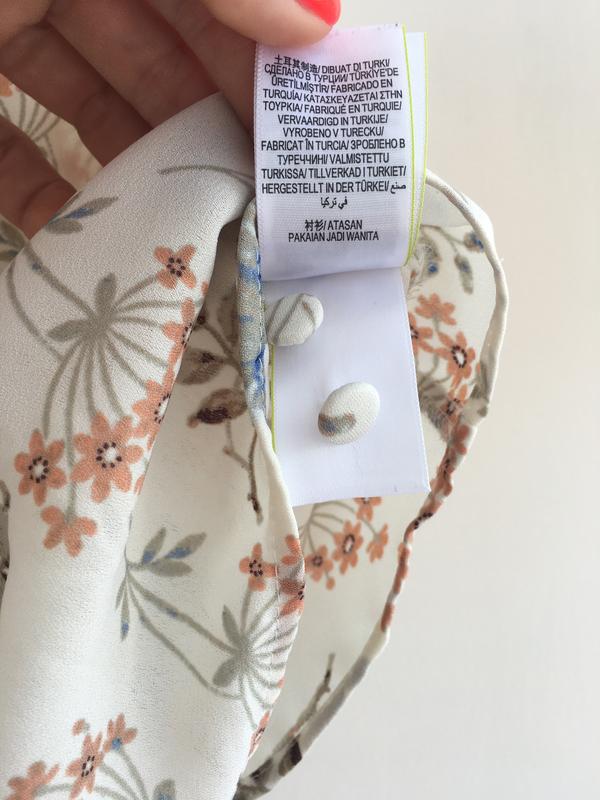 土耳其制造/ DIBUAT DI TURKI/
СДЕЛАНО В ТУРЦИИ/ TÜRKİYE'DE
ÜRETİLMİŞTİR/ FABRICADO EN
TURQUÍA/ ΚΑΤΑΣΚΕΥΑΖΕΤΑΙ ΣΤΗΝ
ΤΟΥΡΚΙΑ/ FABRIQUÉ EN TURQUIE/
VERVAARDIGD IN TURKIJE/
VYROBENO V TURECKU/
FABRICAT ÎN TURCIA/ ЗРОБЛЕНО В
ТУРЕЧЧИНІ/ VALMISTETTU
TURKISSA/ TILLVERKAD I TURKIET/
HERGESTELLT IN DER TÜRKEI/ صنع
في تركيا
衬衫/ ATASAN
PAKAIAN JADI WANITA